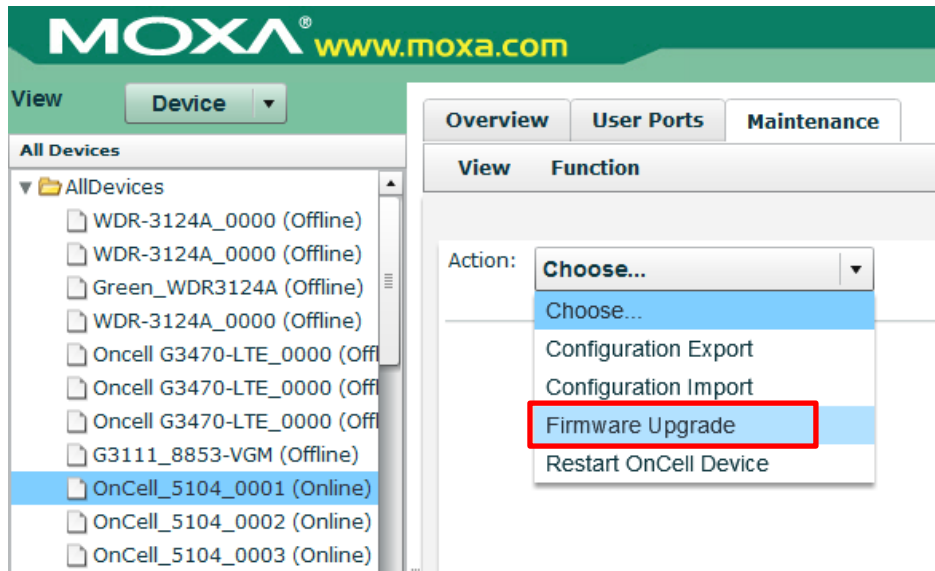 MOXA® www.moxa.com
View Device
All Devices
AllDevices
WDR-3124A_0000 (Offline)
WDR-3124A_0000 (Offline)
Green_WDR3124A (Offline)
WDR-3124A_0000 (Offline)
Oncell G3470-LTE_0000 (Offl
Oncell G3470-LTE_0000 (Offl
Oncell G3470-LTE_0000 (Offl
G3111_8853-VGM (Offline)
OnCell_5104_0001 (Online)
OnCell_5104_0002 (Online)
OnCell_5104_0003 (Online)
Overview User Ports Maintenance
View Function
Action: Choose...
Choose...
Configuration Export
Configuration Import
Firmware Upgrade
Restart OnCell Device